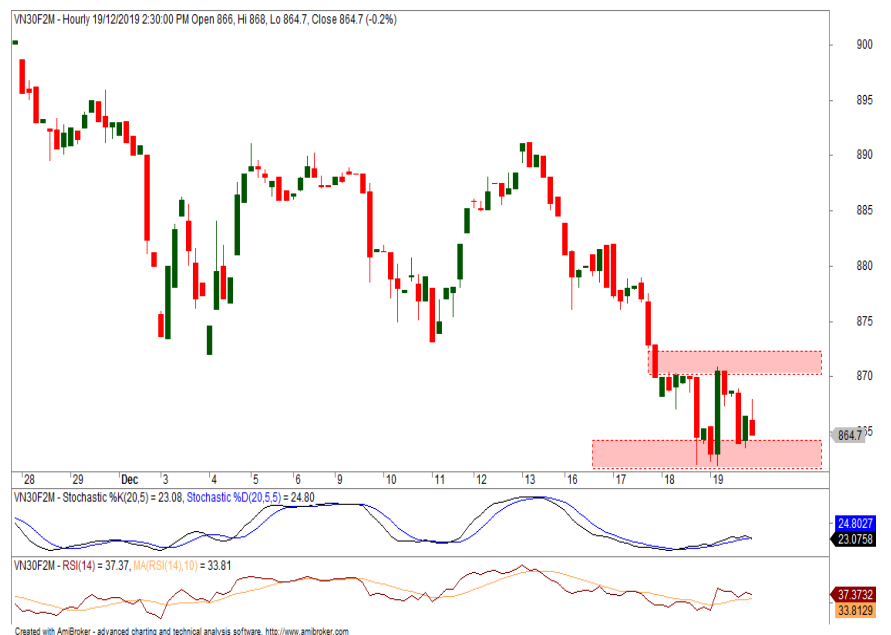 VN30F2M - Hourly 19/12/2019 2:30:00 PM Open 866, Hi 868, Lo 864.7, Close 864.7 (-0.2%)
900
895
890
885
880
875
870
865
864.7
28 29 Dec 3 4 5 6 9 10 11 12 13 16 17 18 19
VN30F2M - Stochastic %K(20,5) = 23.08, Stochastic %D(20,5,5) = 24.80
24.8027
23.0758
VN30F2M - RSI(14) = 37.37, MA(RSI(14),10) = 33.81
37.3732
33.8129
Created with AmiBroker - advanced charting and technical analysis software. http://www.amibroker.com